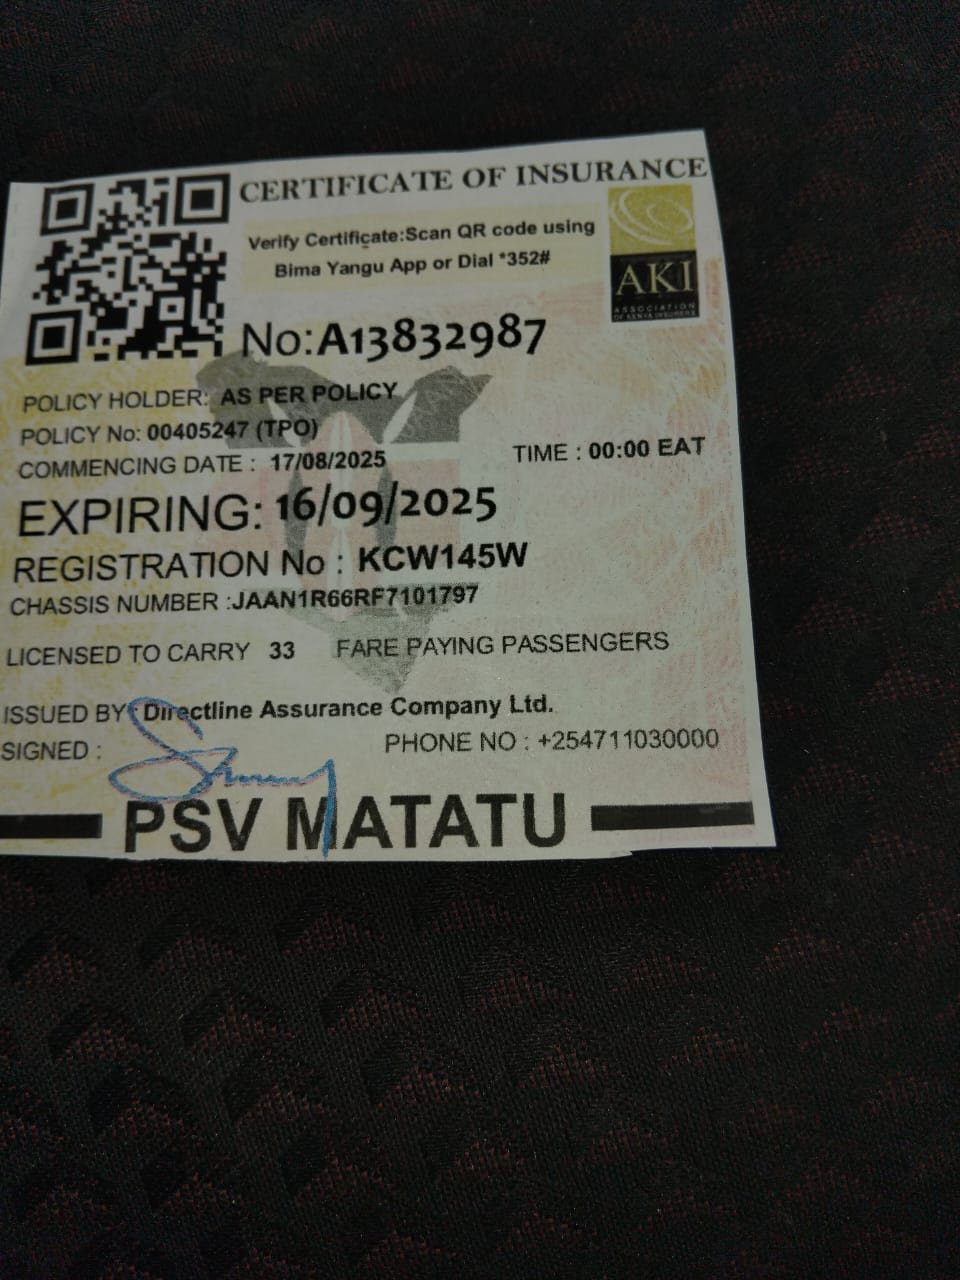 CERTIFICATE OF INSURANCE
Verify Certificate:Scan QR code using
Bima Yangu App or Dial *352#
AKI
ASSOCIATION
OF KENYA INSURERS
No:A13832987
POLICY HOLDER: AS PER POLICY
POLICY No: 00405247 (TPO)
COMMENCING DATE : 17/08/2025 TIME : 00:00 EAT
EXPIRING: 16/09/2025
REGISTRATION No : KCW145W
CHASSIS NUMBER :JAAN1R66RF7101797
LICENSED TO CARRY 33 FARE PAYING PASSENGERS
ISSUED BY: Directline Assurance Company Ltd.
SIGNED : PHONE NO : +254711030000
PSV MATATU